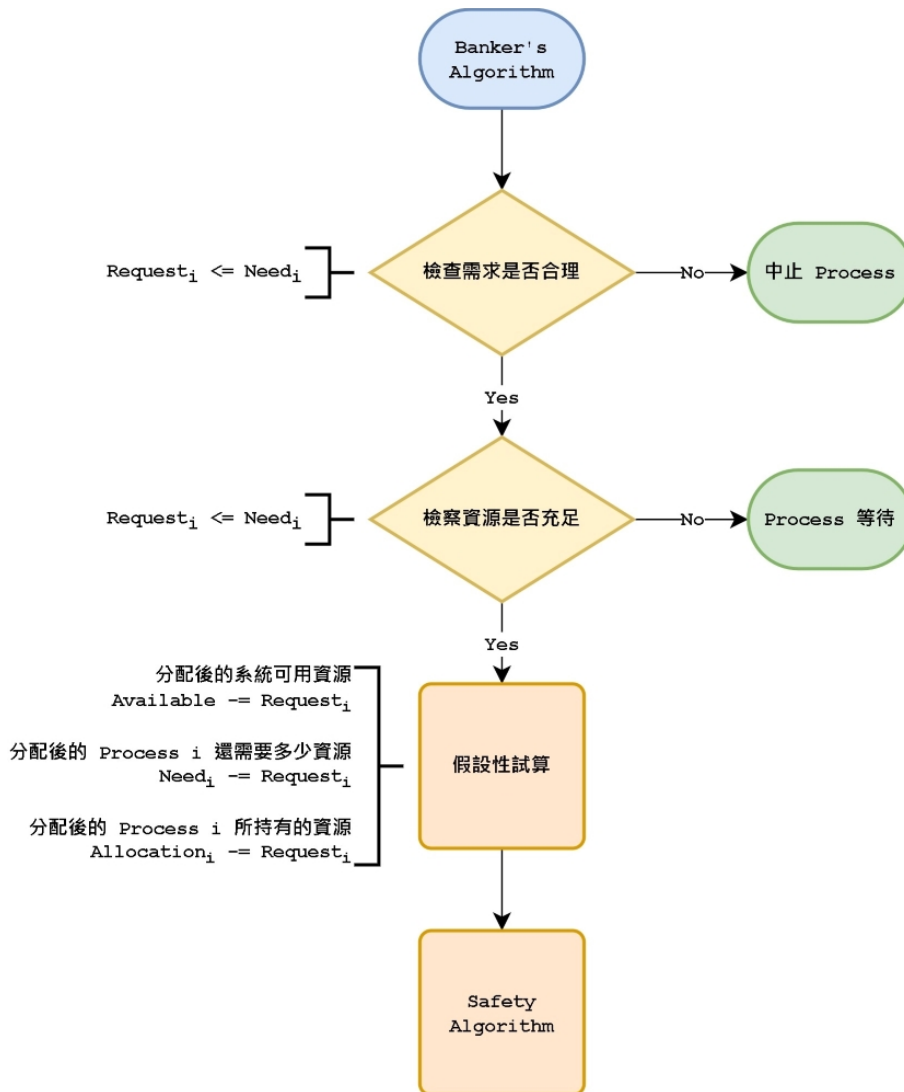 Banker's
Algorithm
Requestᵢ <= Needᵢ
檢查需求是否合理
No
中止 Process
Yes
Requestᵢ <= Needᵢ
檢察資源是否充足
No
Process 等待
Yes
分配後的系統可用資源
Available -= Requestᵢ
分配後的 Process i 還需要多少資源
Needᵢ -= Requestᵢ
分配後的 Process i 所持有的資源
Allocationᵢ -= Requestᵢ
假設性試算
Safety
Algorithm